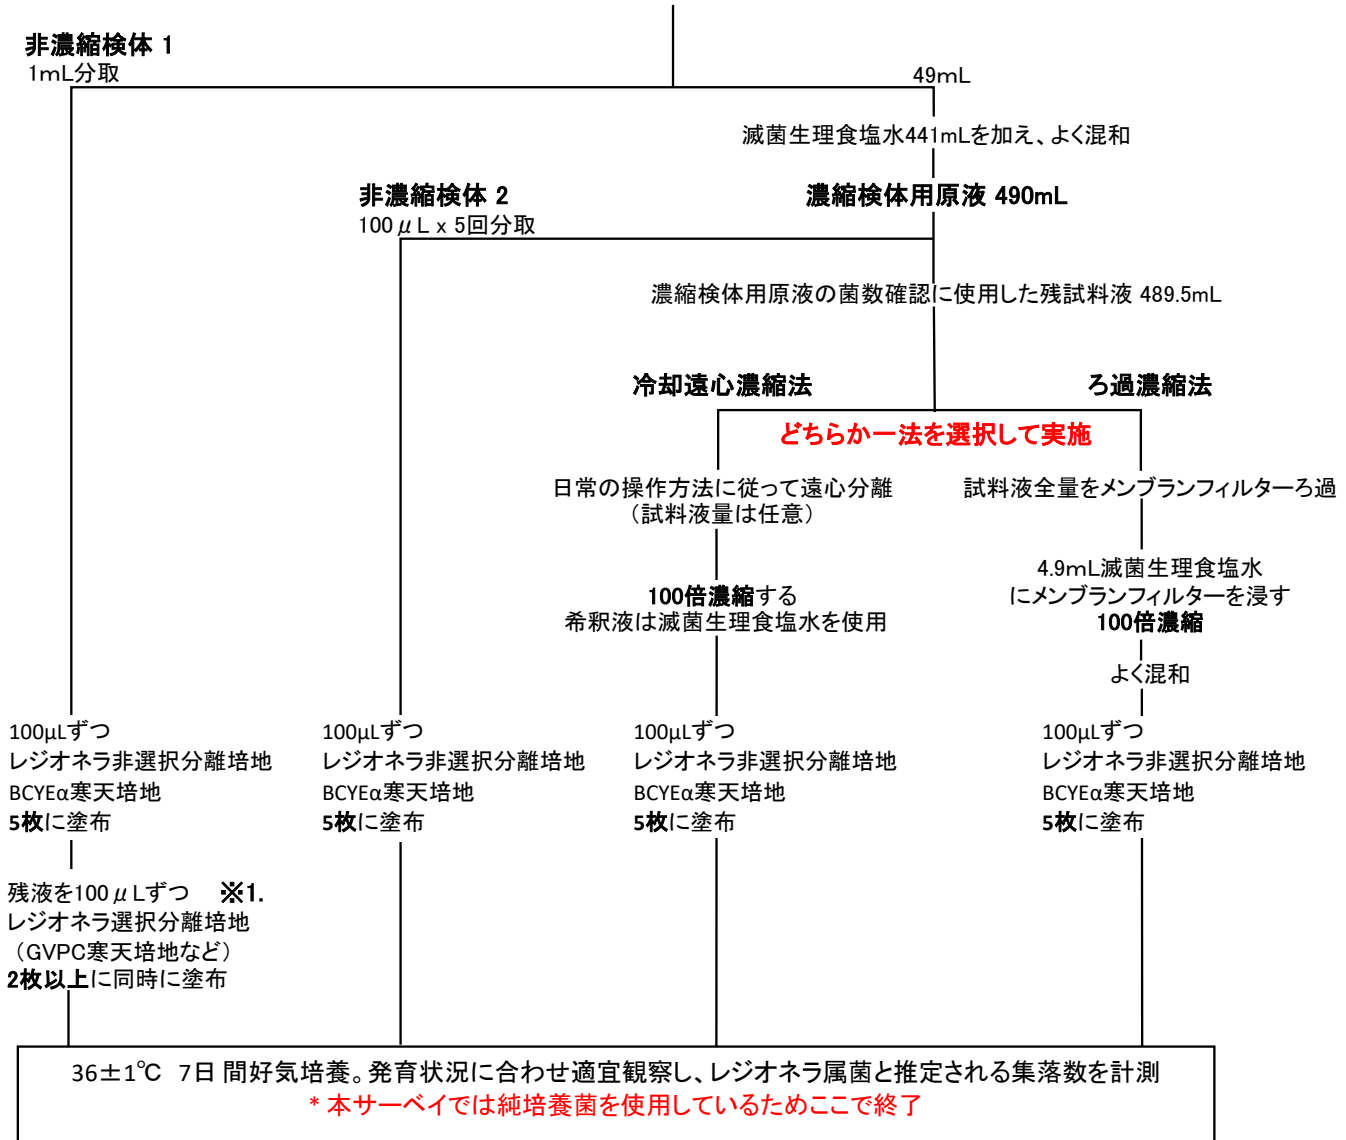 非濃縮検体 1
1mL分取
49mL
滅菌生理食塩水441mLを加え、よく混和
非濃縮検体 2
濃縮検体用原液 490mL
100μL x 5回分取
濃縮検体用原液の菌数確認に使用した残試料液 489.5mL
冷却遠心濃縮法
ろ過濃縮法
どちらか一法を選択して実施
日常の操作方法に従って遠心分離
（試料液量は任意）
試料液全量をメンブランフィルターろ過
100倍濃縮する
希釈液は滅菌生理食塩水を使用
4.9mL滅菌生理食塩水
にメンブランフィルターを浸す
100倍濃縮
よく混和
100μLずつ
レジオネラ非選択分離培地
BCYEα寒天培地
5枚に塗布
100μLずつ
レジオネラ非選択分離培地
BCYEα寒天培地
5枚に塗布
100μLずつ
レジオネラ非選択分離培地
BCYEα寒天培地
5枚に塗布
100μLずつ
レジオネラ非選択分離培地
BCYEα寒天培地
5枚に塗布
残液を100μLずつ ※1.
レジオネラ選択分離培地
（GVPC寒天培地など）
2枚以上に同時に塗布
36±1℃ 7日間好気培養。発育状況に合わせ適宜観察し、レジオネラ属菌と推定される集落数を計測
* 本サーベイでは純培養菌を使用しているためここで終了